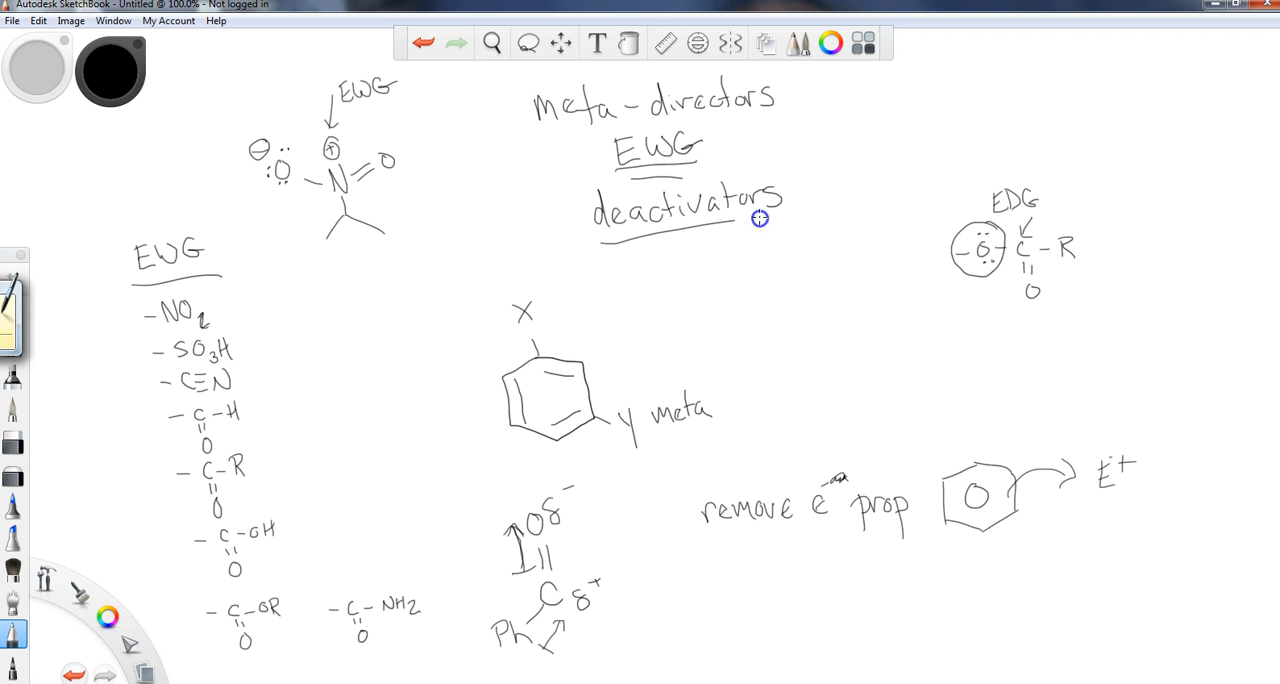 Autodesk SketchBook - Untitled @ 100.0% - Not logged in
File Edit Image Window My Account Help
EWG
meta-directors
EWG
deactivators
⊖ ⊕
:O - N = O
EDG
-O-C-R
O
EWG
-NO2
-SO3H
-C≡N
-C-H
O
-C-R
O
-C-OH
O
-C-OR
O
-C-NH2
O
X
Y meta
Oδ-
C δ+
Ph
remove e- prop
E+